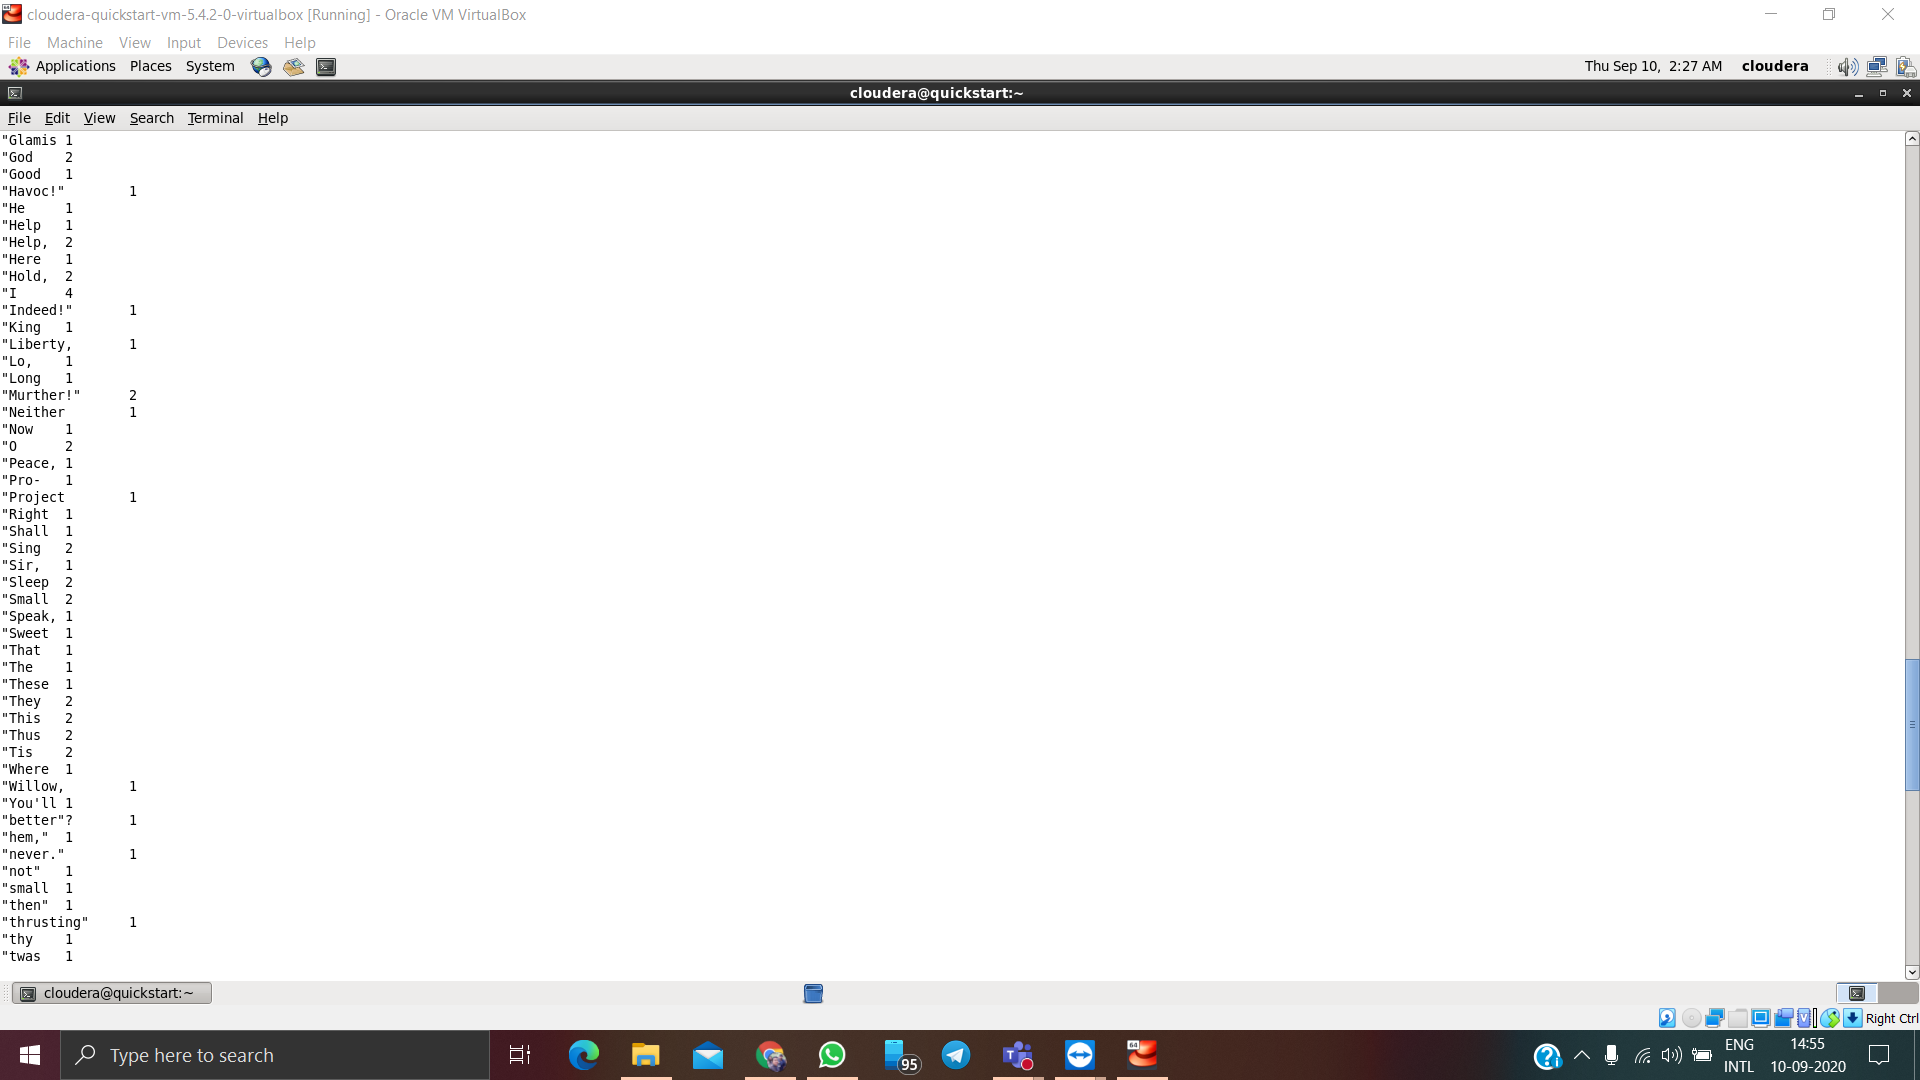 cloudera-quickstart-vm-5.4.2-0-virtualbox [Running] - Oracle VM VirtualBox
File Machine View Input Devices Help
Applications Places System Thu Sep 10, 2:27 AM cloudera
cloudera@quickstart:~
File Edit View Search Terminal Help
"Glamis 1
"God 2
"Good 1
"Havoc!" 1
"He 1
"Help 1
"Help, 2
"Here 1
"Hold, 2
"I 4
"Indeed!" 1
"King 1
"Liberty, 1
"Lo, 1
"Long 1
"Murther!" 2
"Neither 1
"Now 1
"O 2
"Peace, 1
"Pro- 1
"Project 1
"Right 1
"Shall 1
"Sing 2
"Sir, 1
"Sleep 2
"Small 2
"Speak, 1
"Sweet 1
"That 1
"The 1
"These 1
"They 2
"This 2
"Thus 2
"Tis 2
"Where 1
"Willow, 1
"You'll 1
"better"? 1
"hem," 1
"never." 1
"not" 1
"small 1
"then" 1
"thrusting" 1
"thy 1
"twas 1
cloudera@quickstart:~
Right Ctrl
Type here to search 95 ENG 14:55
INTL 10-09-2020